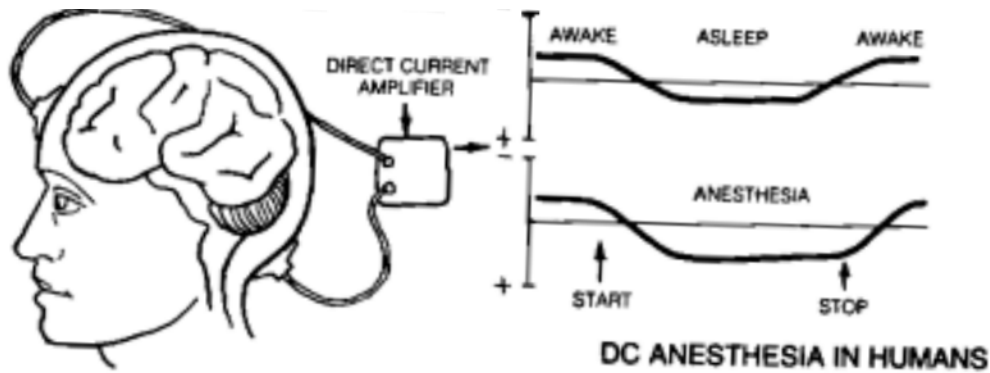 DIRECT CURRENT
AMPLIFIER
AWAKE
ASLEEP
AWAKE
+
−
ANESTHESIA
+
START
STOP
DC ANESTHESIA IN HUMANS